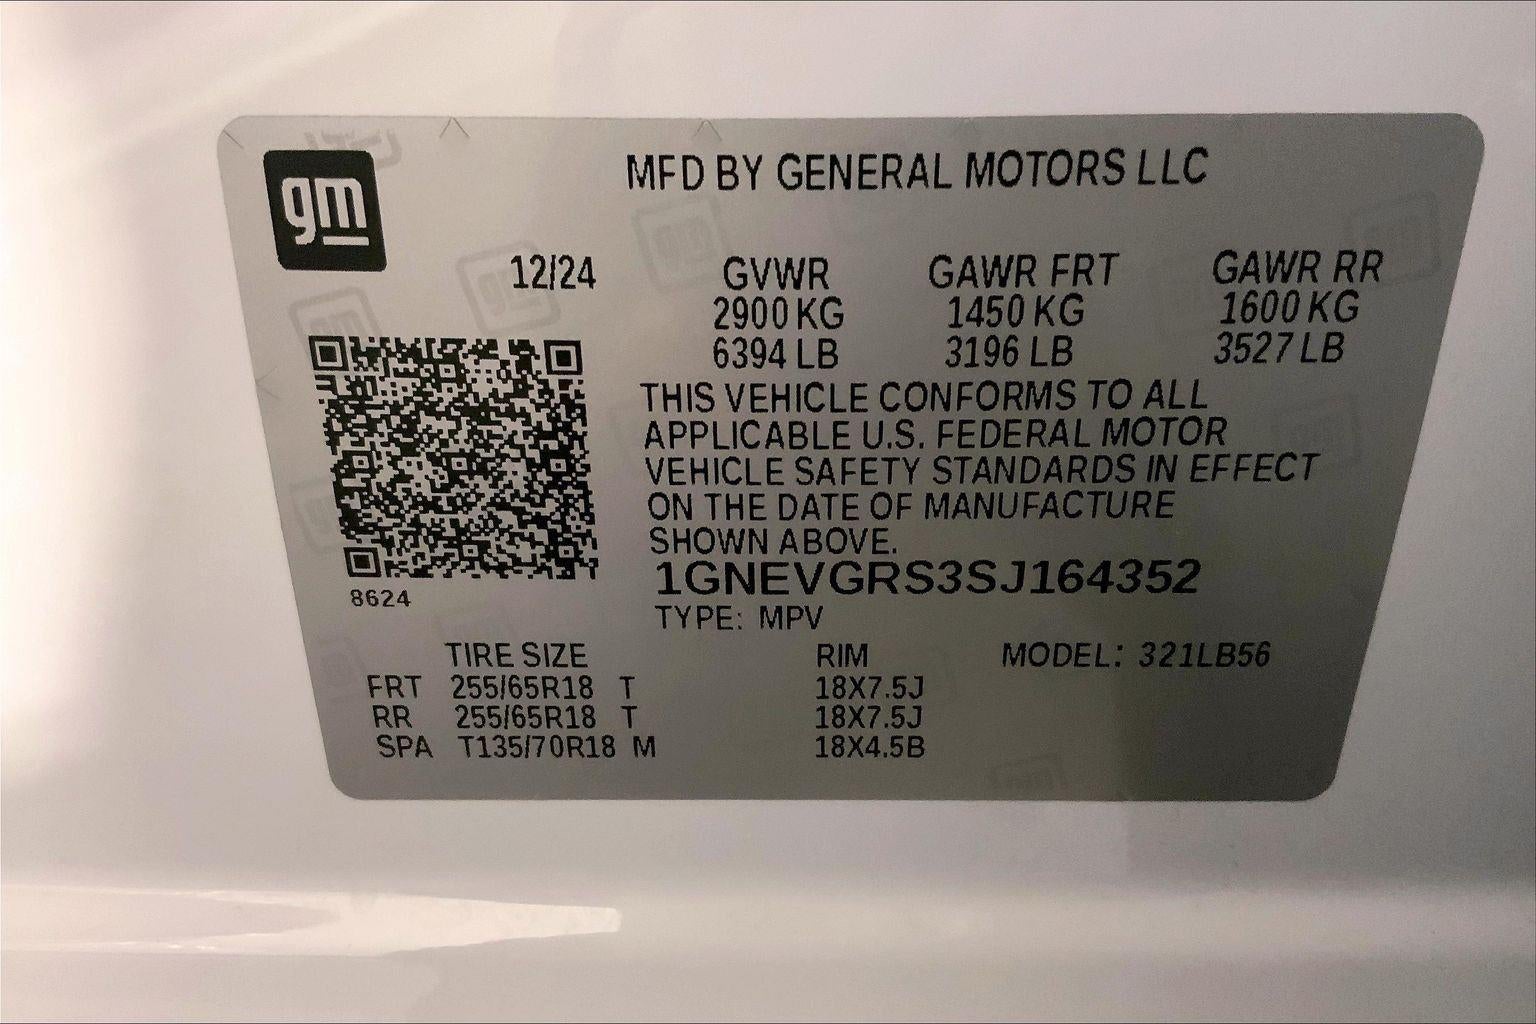 gm
MFD BY GENERAL MOTORS LLC
12/24 GVWR GAWR FRT GAWR RR
2900 KG 1450 KG 1600 KG
6394 LB 3196 LB 3527 LB
THIS VEHICLE CONFORMS TO ALL
APPLICABLE U.S. FEDERAL MOTOR
VEHICLE SAFETY STANDARDS IN EFFECT
ON THE DATE OF MANUFACTURE
SHOWN ABOVE.
1GNEVGRS3SJ164352
8624
TYPE: MPV
TIRE SIZE RIM MODEL: 321LB56
FRT 255/65R18 T 18X7.5J
RR 255/65R18 T 18X7.5J
SPA T135/70R18 M 18X4.5B